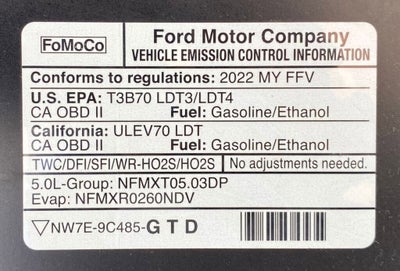 FoMoCo
Ford Motor Company
VEHICLE EMISSION CONTROL INFORMATION
Conforms to regulations: 2022 MY FFV
U.S. EPA: T3B70 LDT3/LDT4
CA OBD II Fuel: Gasoline/Ethanol
California: ULEV70 LDT
CA OBD II Fuel: Gasoline/Ethanol
TWC/DFI/SFI/WR-HO2S/HO2S No adjustments needed.
5.0L-Group: NFMXT05.03DP
Evap: NFMXR0260NDV
▽NW7E-9C485-GTD